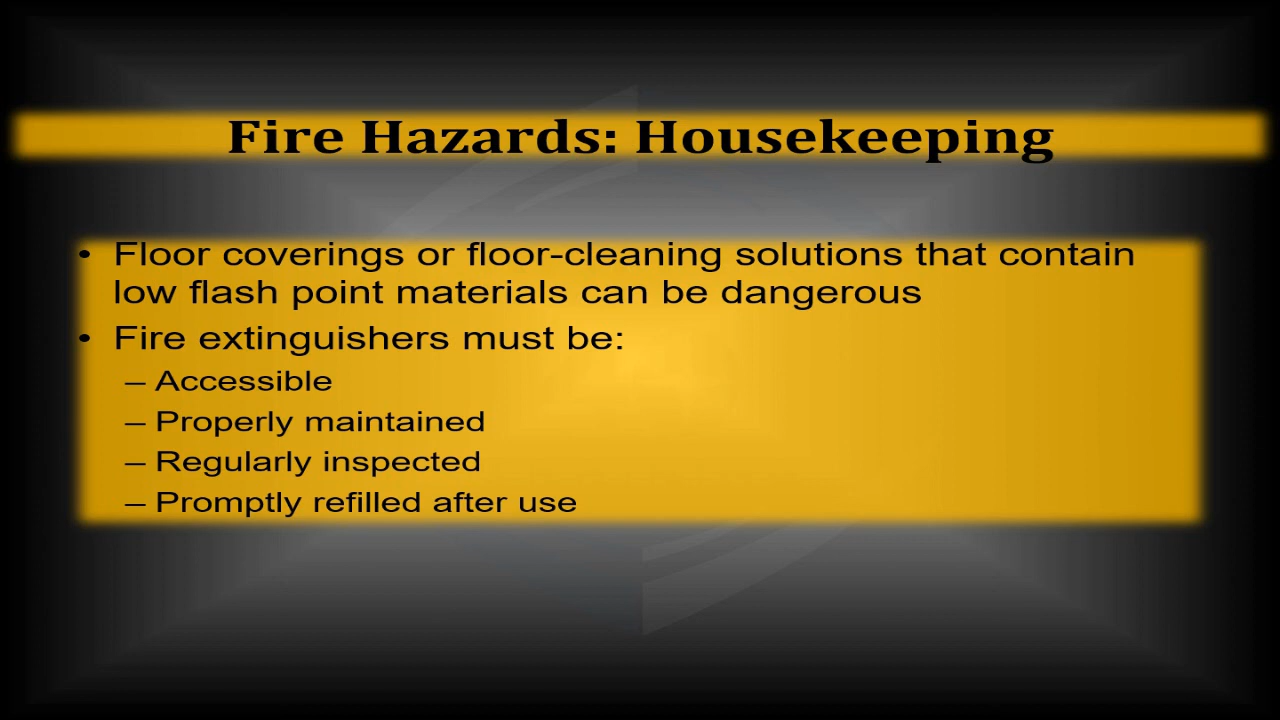 Fire Hazards: Housekeeping
• Floor coverings or floor-cleaning solutions that contain
low flash point materials can be dangerous
• Fire extinguishers must be:
– Accessible
– Properly maintained
– Regularly inspected
– Promptly refilled after use